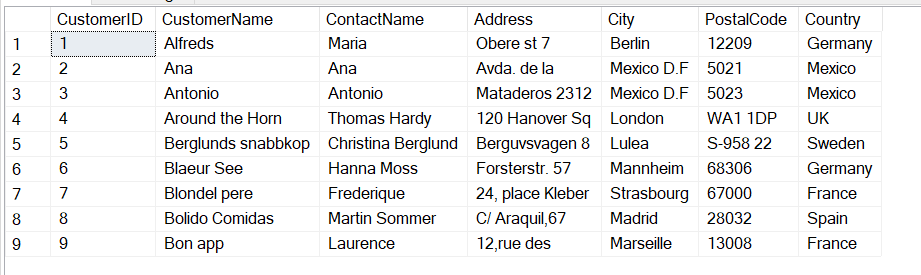 CustomerID CustomerName ContactName Address City PostalCode Country
1 1 Alfreds Maria Obere st 7 Berlin 12209 Germany
2 2 Ana Ana Avda. de la Mexico D.F 5021 Mexico
3 3 Antonio Antonio Mataderos 2312 Mexico D.F 5023 Mexico
4 4 Around the Horn Thomas Hardy 120 Hanover Sq London WA1 1DP UK
5 5 Berglunds snabbkop Christina Berglund Berguvsvagen 8 Lulea S-958 22 Sweden
6 6 Blaeur See Hanna Moss Forsterstr. 57 Mannheim 68306 Germany
7 7 Blondel pere Frederique 24, place Kleber Strasbourg 67000 France
8 8 Bolido Comidas Martin Sommer C/ Araquil,67 Madrid 28032 Spain
9 9 Bon app Laurence 12,rue des Marseille 13008 France